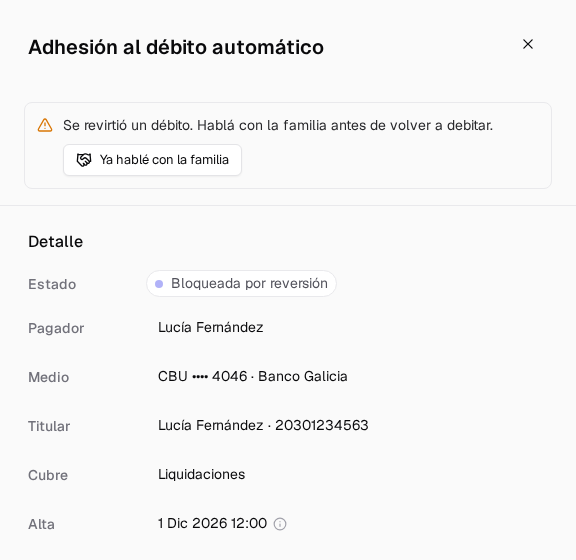 Adhesión al débito automático
Se revirtió un débito. Hablá con la familia antes de volver a debitar.
Ya hablé con la familia
Detalle
Estado Bloqueada por reversión
Pagador Lucía Fernández
Medio CBU •••• 4046 · Banco Galicia
Titular Lucía Fernández · 20301234563
Cubre Liquidaciones
Alta 1 Dic 2026 12:00